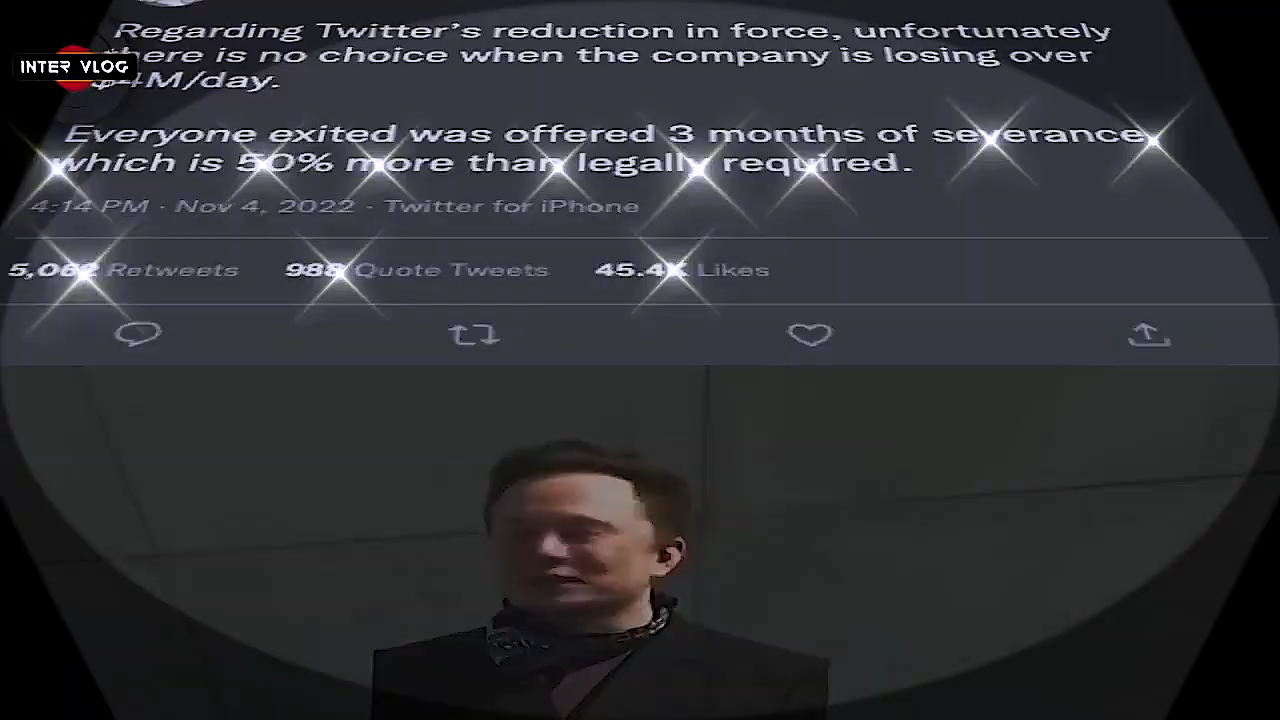 Regarding Twitter's reduction in force, unfortunately
there is no choice when the company is losing over
$4M/day.
Everyone exited was offered 3 months of severance,
which is 50% more than legally required.
4:14 PM · Nov 4, 2022 · Twitter for iPhone
Retweets
Quote Tweets
45.4K Likes
INTER VLOG